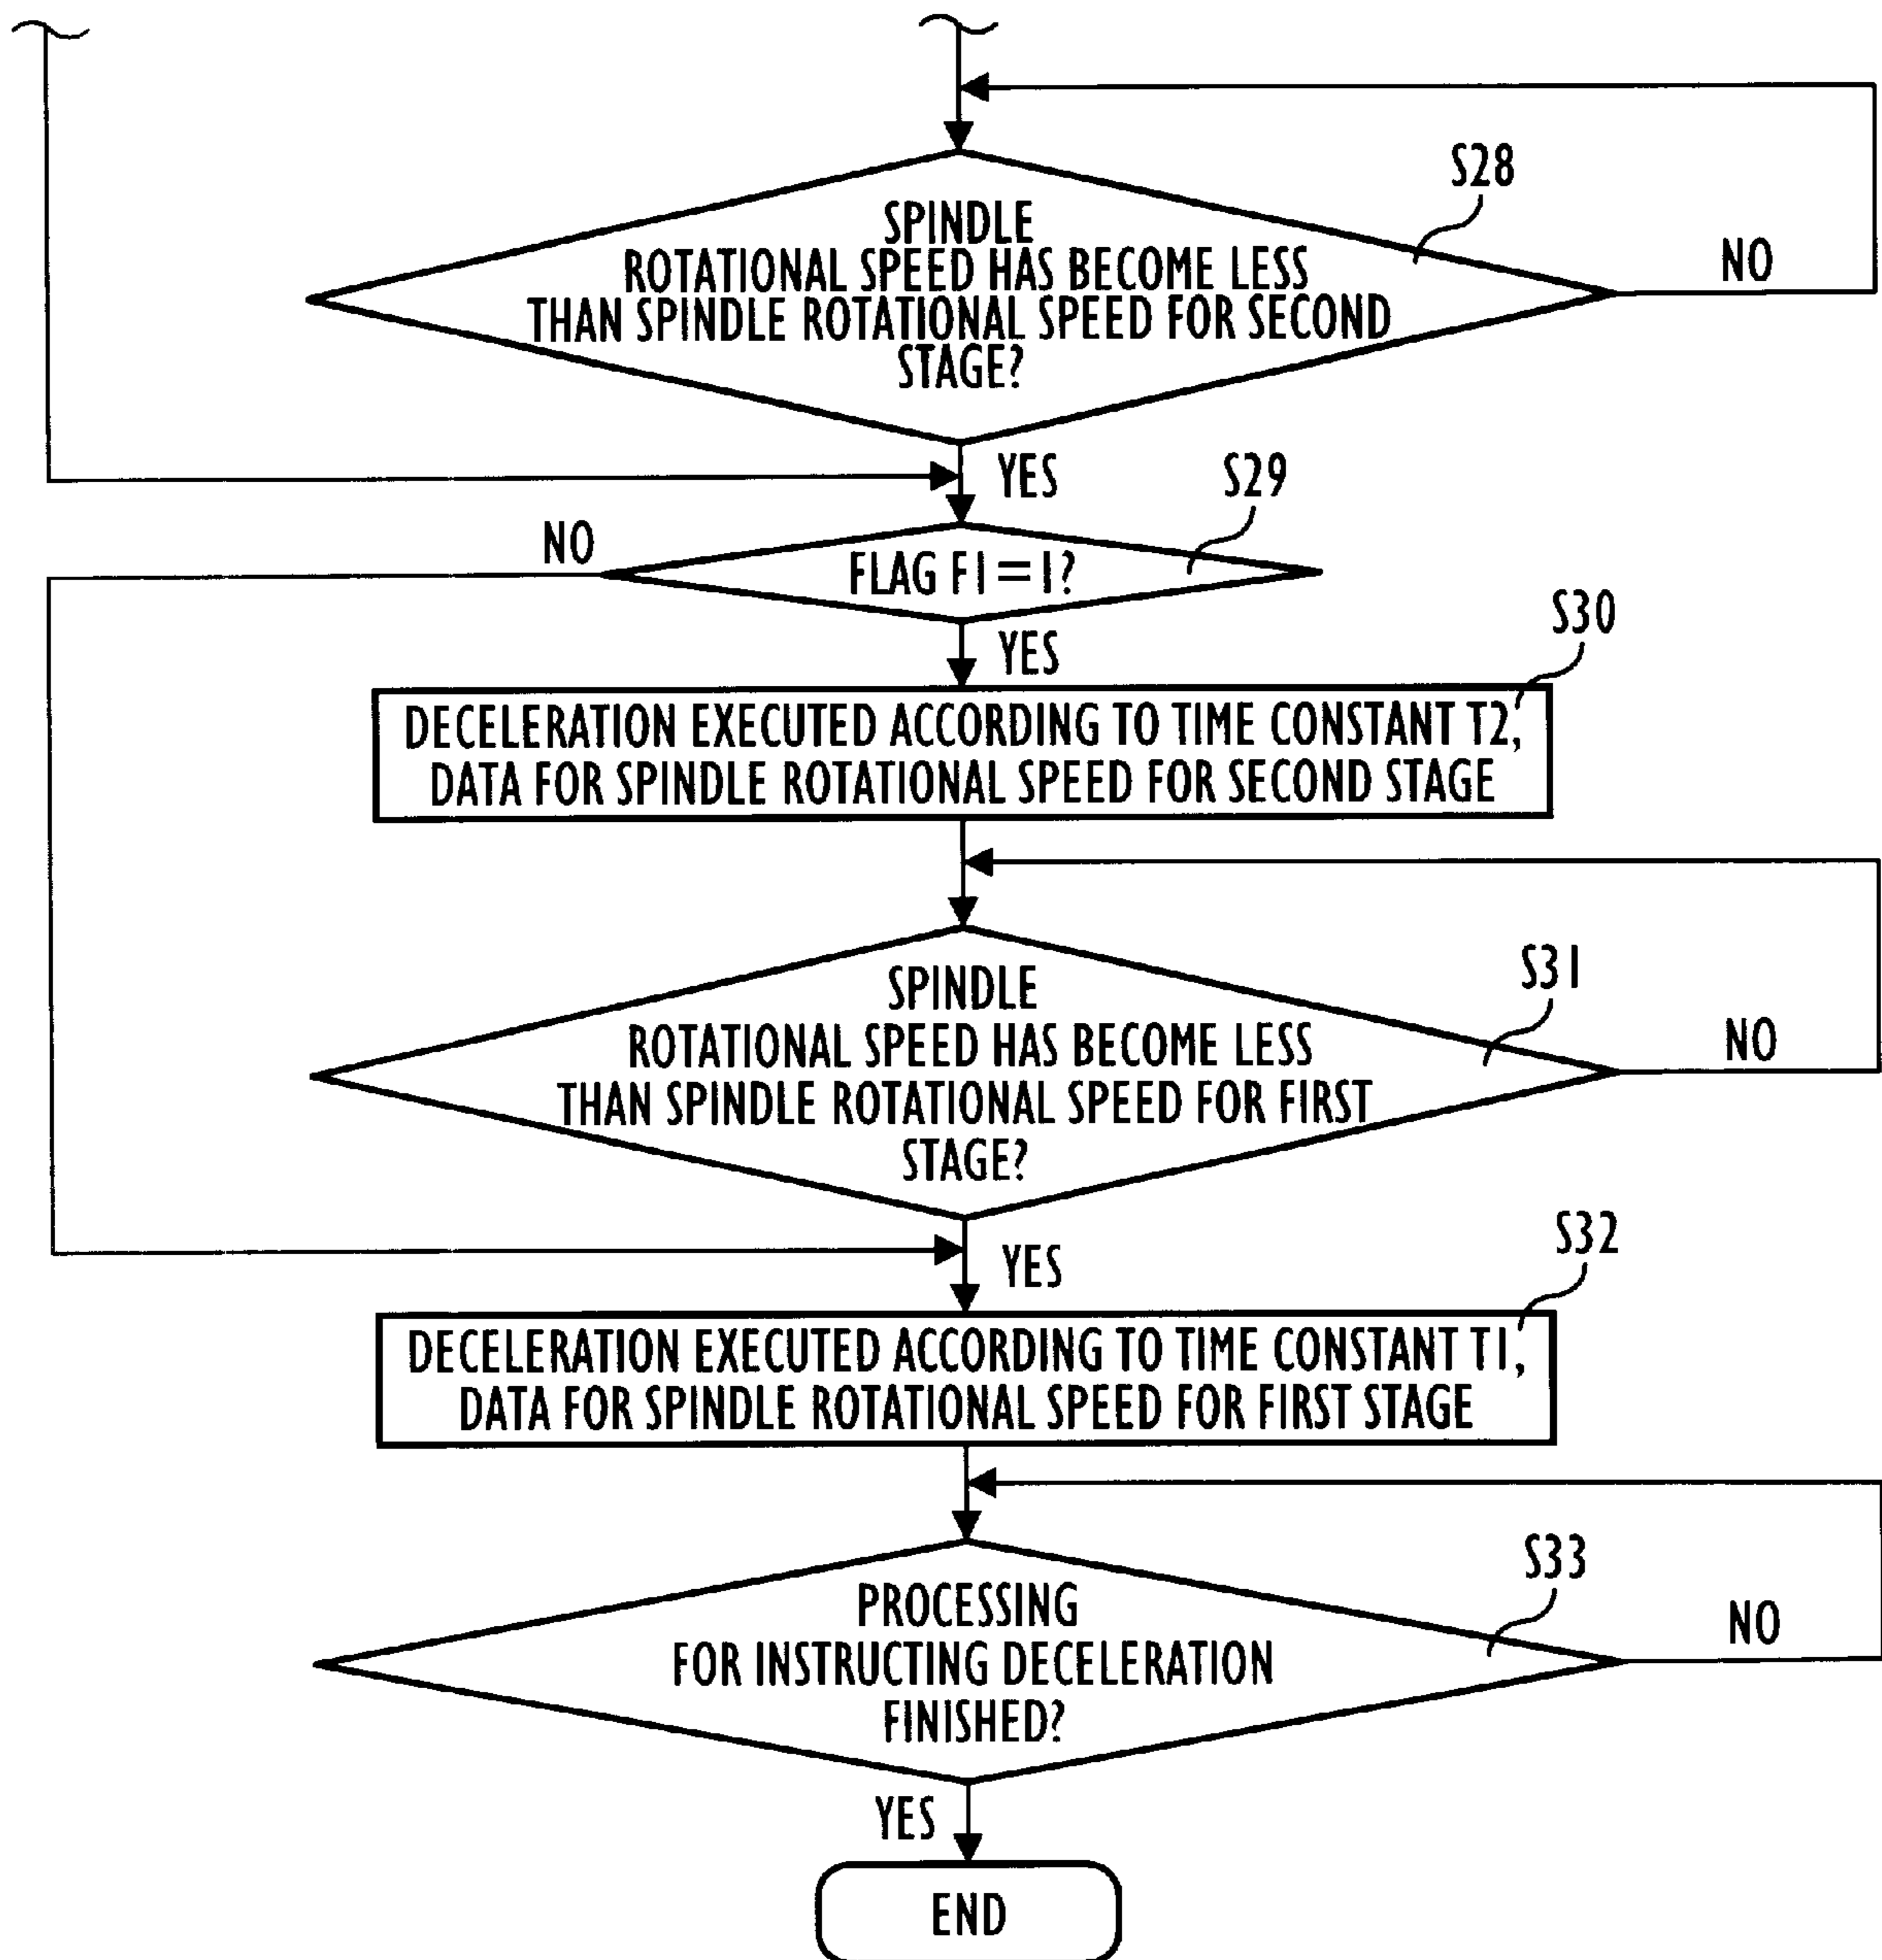 S28
SPINDLE
ROTATIONAL SPEED HAS BECOME LESS
THAN SPINDLE ROTATIONAL SPEED FOR SECOND
STAGE?
NO
YES
S29
NO
FLAG F1=1?
YES
S30
DECELERATION EXECUTED ACCORDING TO TIME CONSTANT T2,
DATA FOR SPINDLE ROTATIONAL SPEED FOR SECOND STAGE
S31
SPINDLE
ROTATIONAL SPEED HAS BECOME LESS
THAN SPINDLE ROTATIONAL SPEED FOR FIRST
STAGE?
NO
YES
S32
DECELERATION EXECUTED ACCORDING TO TIME CONSTANT T1,
DATA FOR SPINDLE ROTATIONAL SPEED FOR FIRST STAGE
S33
PROCESSING
FOR INSTRUCTING DECELERATION
FINISHED?
NO
YES
END